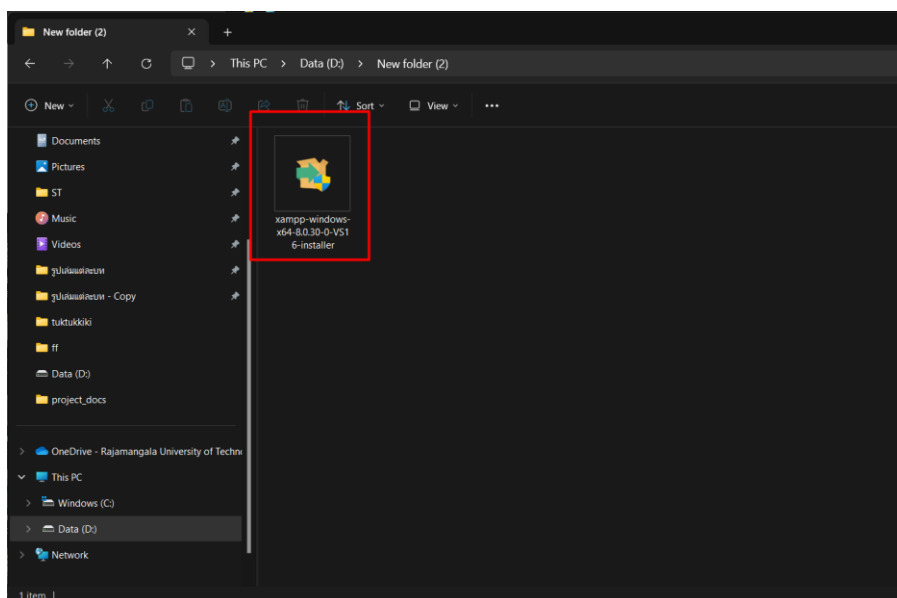 New folder (2)
This PC > Data (D:) > New folder (2)
New
Sort
View
Documents
Pictures
ST
Music
Videos
รูปเล่มแต่ละบท
รูปเล่มแต่ละบท - Copy
tuktukkiki
ff
Data (D:)
project_docs
OneDrive - Rajamangala University of Techn
This PC
Windows (C:)
Data (D:)
Network
xampp-windows-
x64-8.0.30-0-VS1
6-installer
1 item